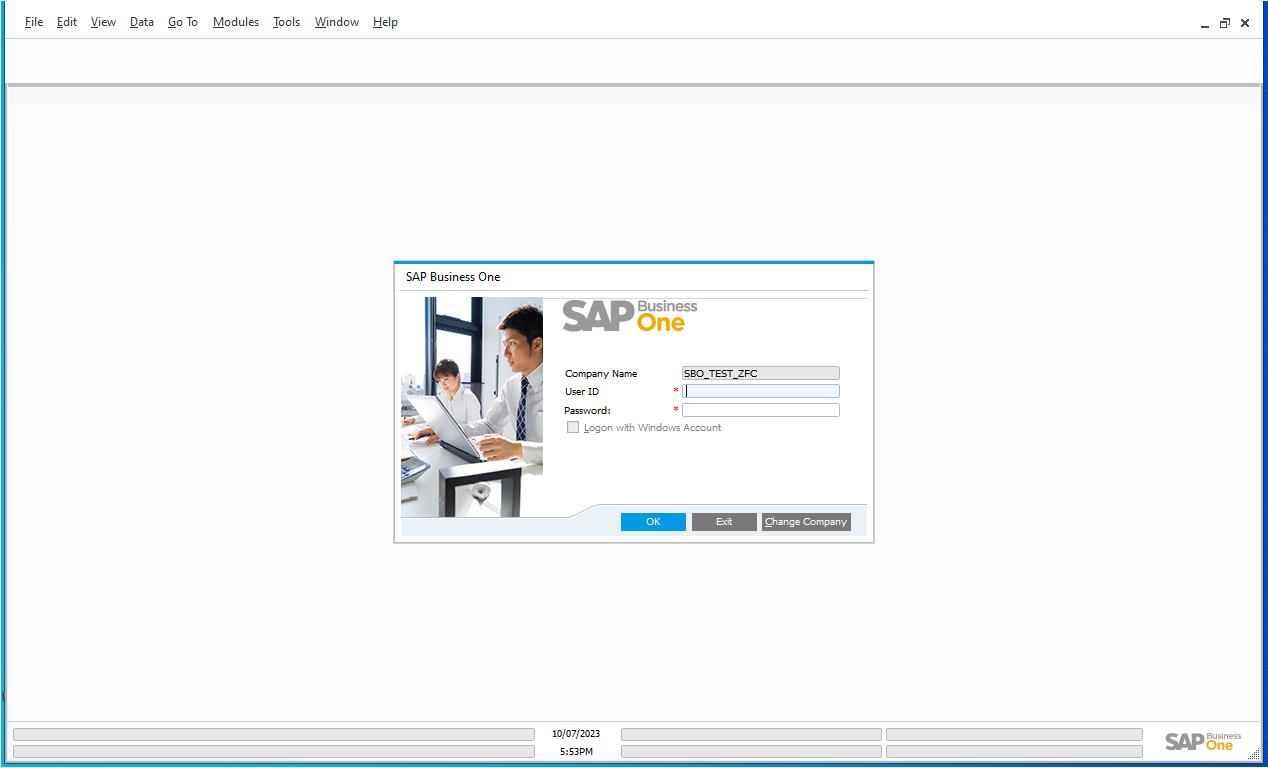 File Edit View Data Go To Modules Tools Window Help
SAP Business One
SAP Business One
Company Name SBO_TEST_ZFC
User ID *
Password: *
Logon with Windows Account
OK Exit Change Company
10/07/2023
5:53PM
SAP Business One